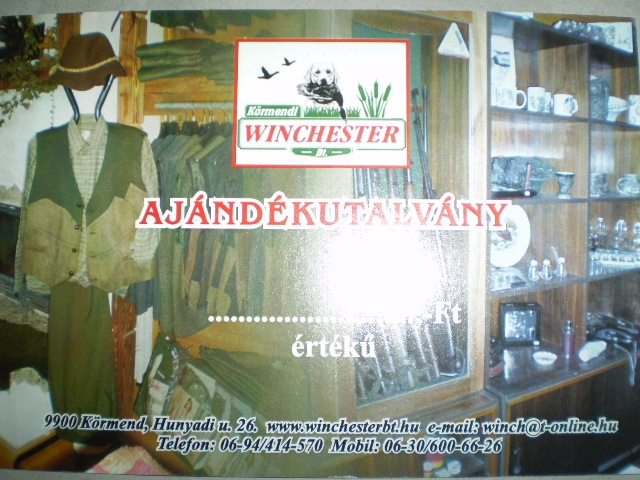 Körmendi
WINCHESTER
Bt.
AJÁNDÉKUTALVÁNY
........................-Ft
értékű
9900 Körmend, Hunyadi u. 26. www.winchesterbt.hu e-mail: winch@t-online.hu
Telefon: 06-94/414-570 Mobil: 06-30/600-66-26